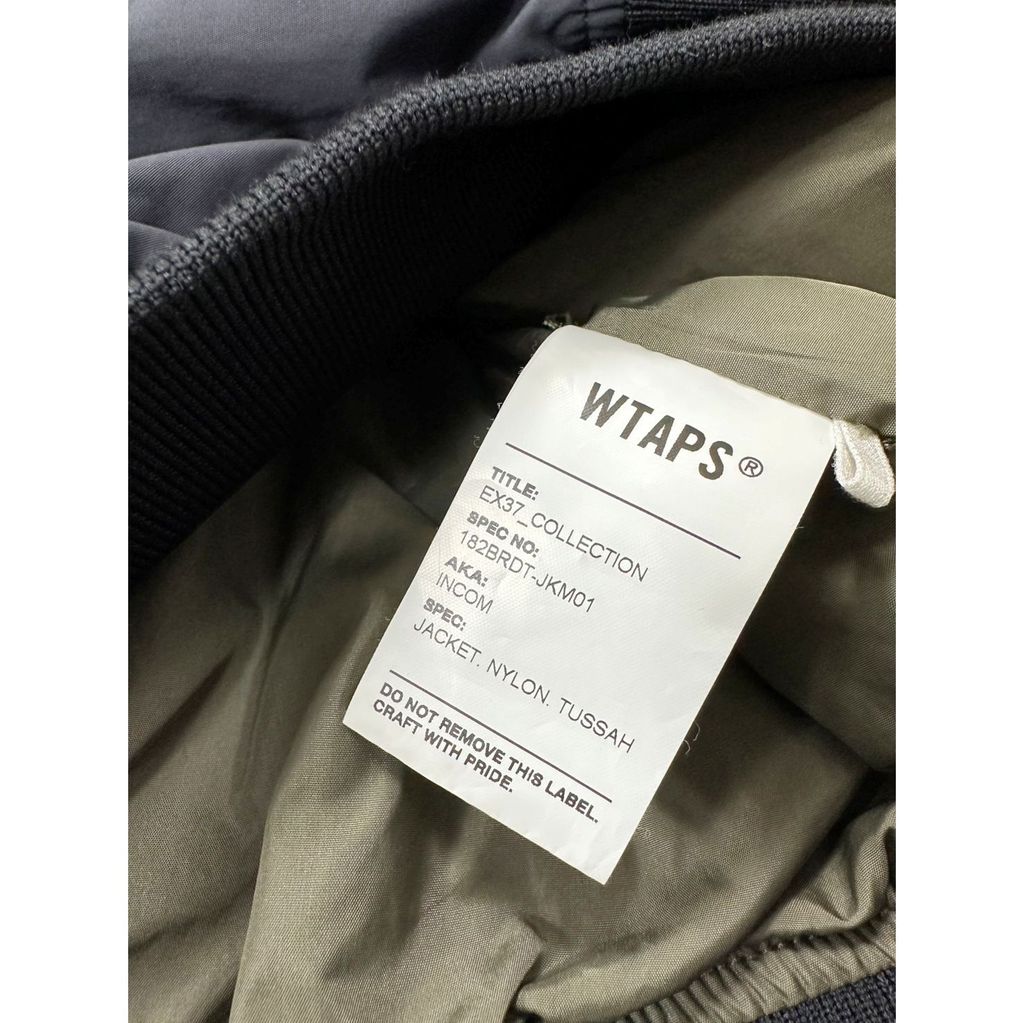 WTAPS®
TITLE:
EX37_COLLECTION
SPEC NO:
182BRDT-JKM01
AKA:
INCOM
SPEC:
JACKET. NYLON. TUSSAH
DO NOT REMOVE THIS LABEL.
CRAFT WITH PRIDE.